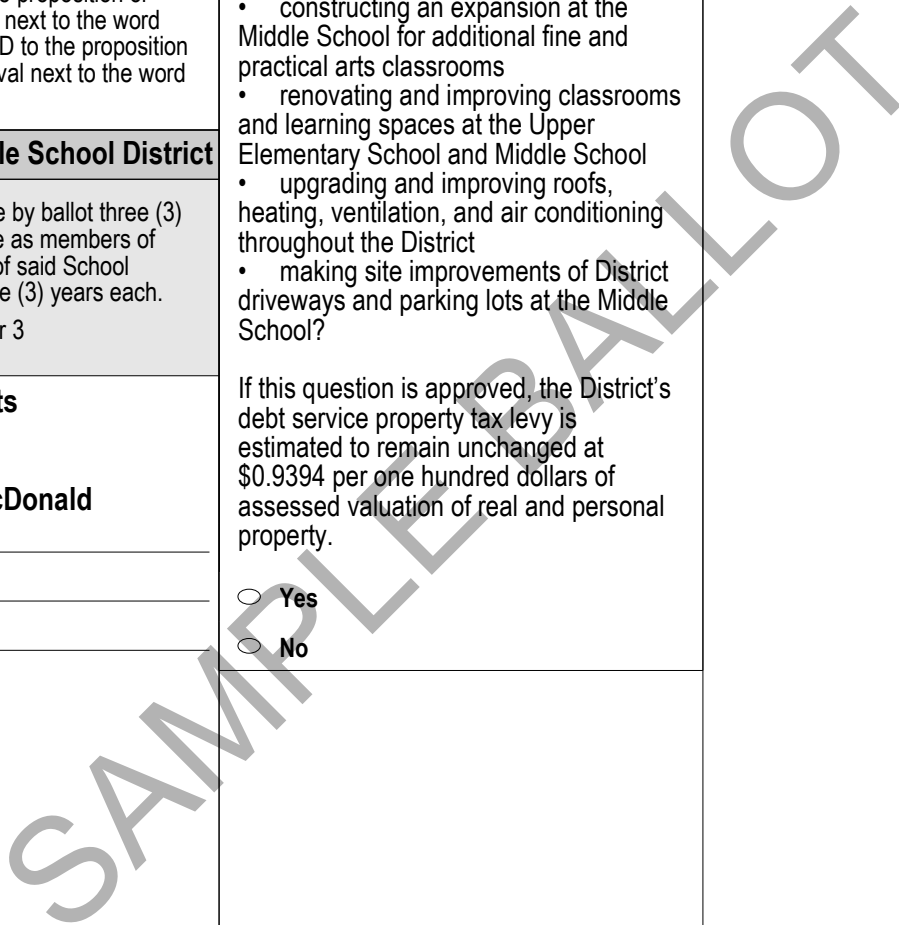 s proposition or
next to the word
D to the proposition
val next to the word
le School District
e by ballot three (3)
e as members of
of said School
e (3) years each.
r 3
ts
cDonald
• constructing an expansion at the
Middle School for additional fine and
practical arts classrooms
• renovating and improving classrooms
and learning spaces at the Upper
Elementary School and Middle School
• upgrading and improving roofs,
heating, ventilation, and air conditioning
throughout the District
• making site improvements of District
driveways and parking lots at the Middle
School?
If this question is approved, the District's
debt service property tax levy is
estimated to remain unchanged at
$0.9394 per one hundred dollars of
assessed valuation of real and personal
property.
Yes
No
SAMPLE BALLOT